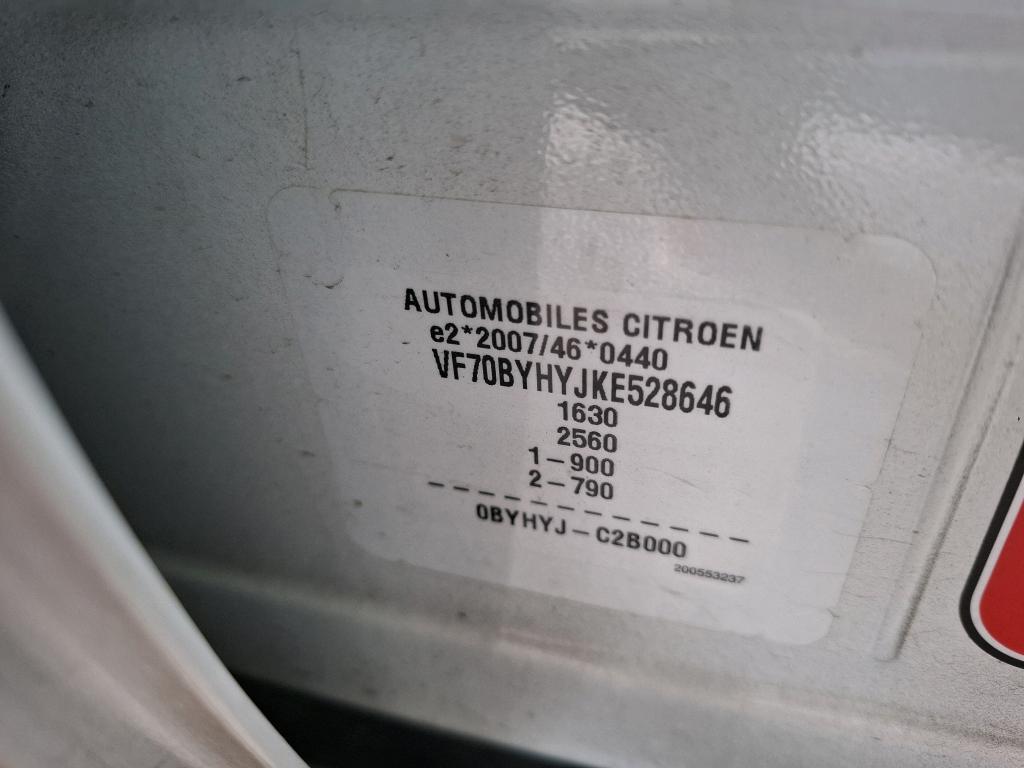 AUTOMOBILES CITROEN
e2*2007/46*0440
VF70BYHYJKE528646
1630
2560
1-900
2-790
- - - - - - - - - - - - -
0BYHYJ-C2B000
200553237